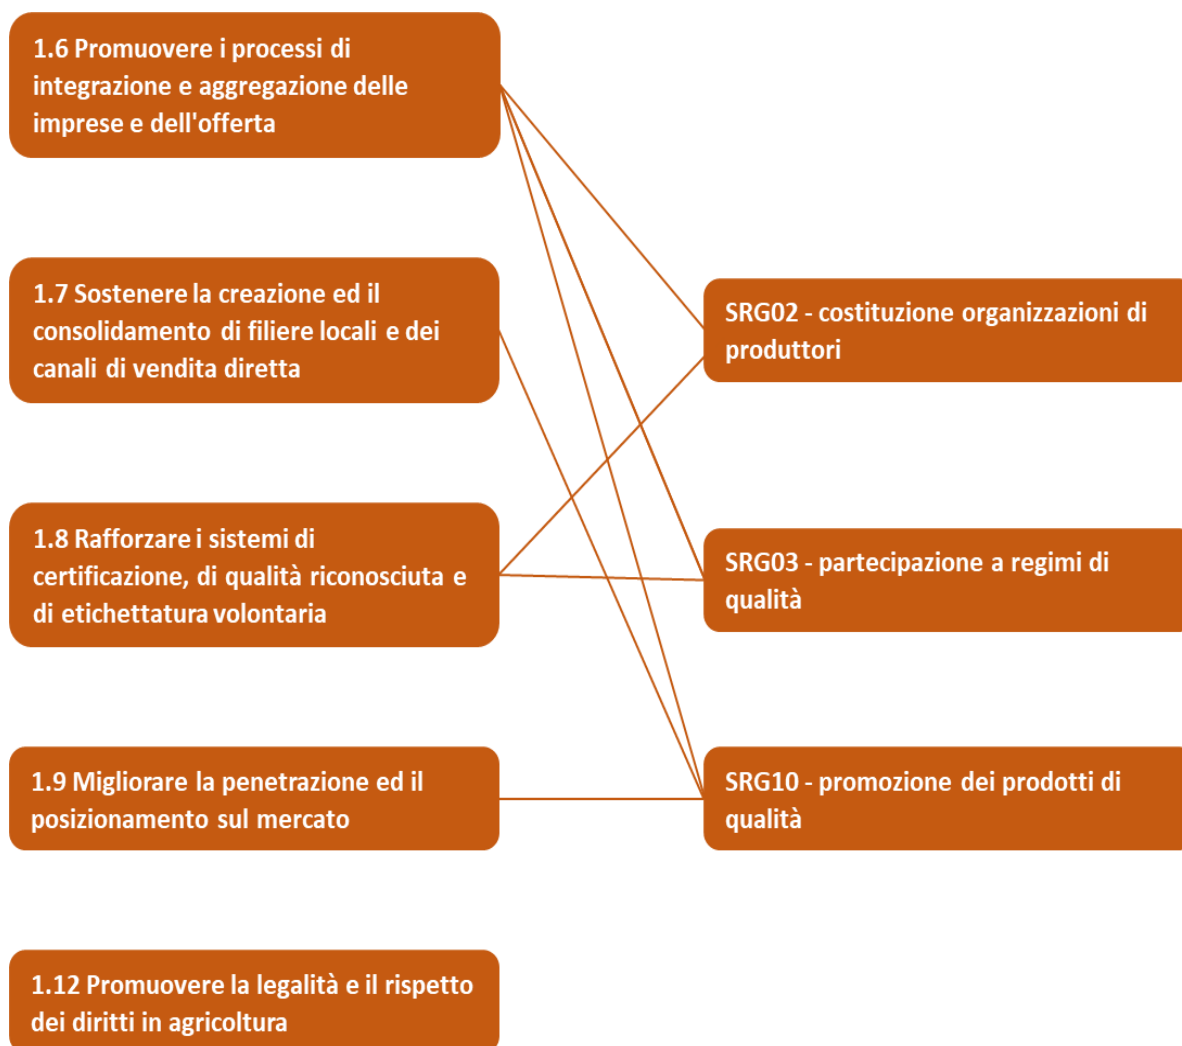 1.6 Promuovere i processi di
integrazione e aggregazione delle
imprese e dell'offerta
1.7 Sostenere la creazione ed il
consolidamento di filiere locali e dei
canali di vendita diretta
1.8 Rafforzare i sistemi di
certificazione, di qualità riconosciuta e
di etichettatura volontaria
1.9 Migliorare la penetrazione ed il
posizionamento sul mercato
1.12 Promuovere la legalità e il rispetto
dei diritti in agricoltura
SRG02 - costituzione organizzazioni di
produttori
SRG03 - partecipazione a regimi di
qualità
SRG10 - promozione dei prodotti di
qualità